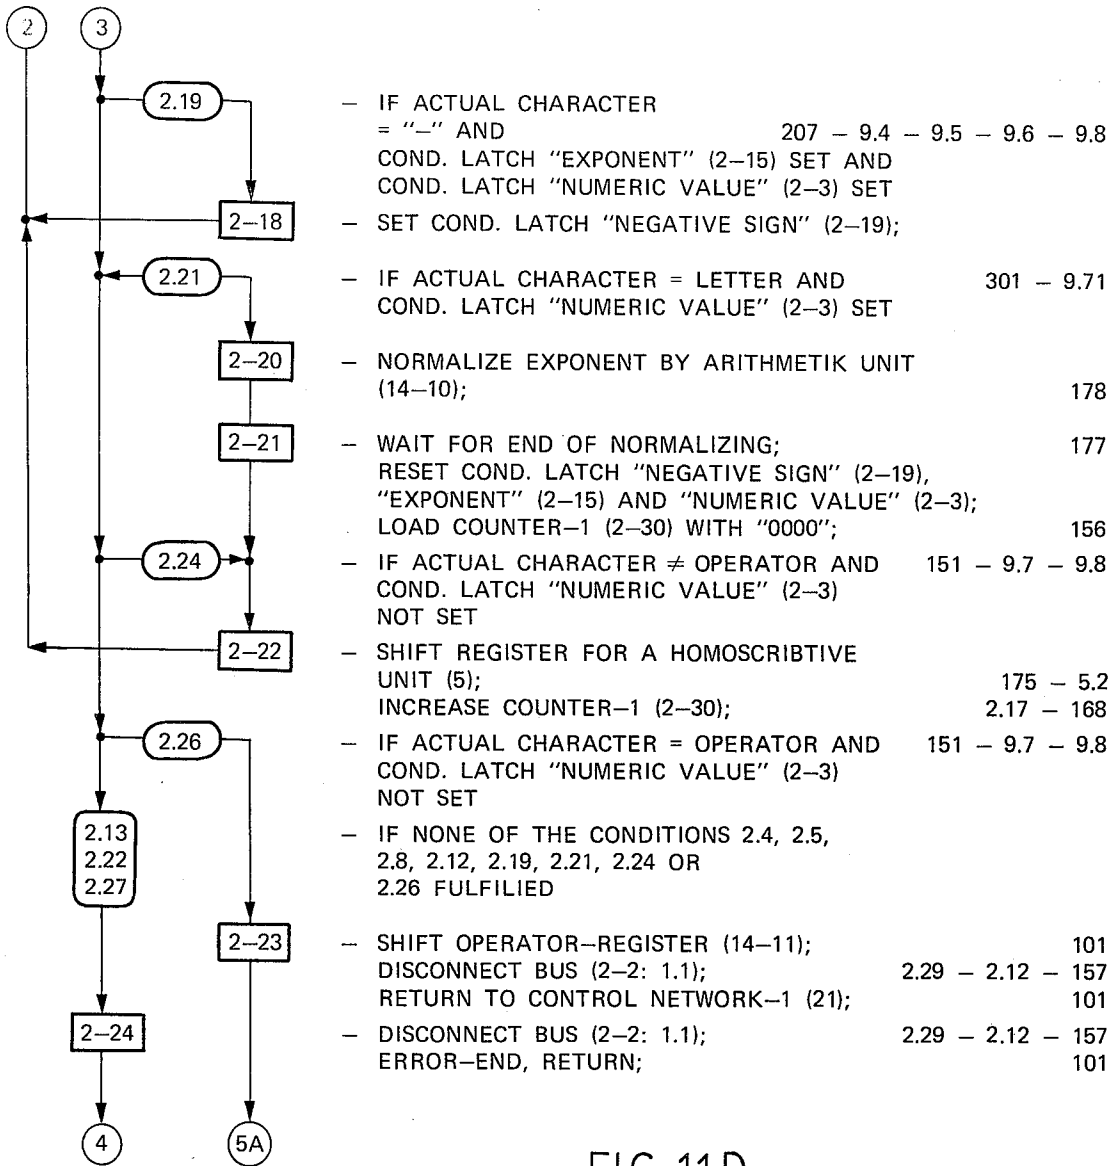 2 3
2.19 – IF ACTUAL CHARACTER
= "–" AND 207 – 9.4 – 9.5 – 9.6 – 9.8
COND. LATCH "EXPONENT" (2–15) SET AND
COND. LATCH "NUMERIC VALUE" (2–3) SET
2–18 – SET COND. LATCH "NEGATIVE SIGN" (2–19);
2.21 – IF ACTUAL CHARACTER = LETTER AND 301 – 9.71
COND. LATCH "NUMERIC VALUE" (2–3) SET
2–20 – NORMALIZE EXPONENT BY ARITHMETIK UNIT
(14–10); 178
2–21 – WAIT FOR END OF NORMALIZING; 177
RESET COND. LATCH "NEGATIVE SIGN" (2–19),
"EXPONENT" (2–15) AND "NUMERIC VALUE" (2–3);
LOAD COUNTER–1 (2–30) WITH "0000"; 156
2.24 – IF ACTUAL CHARACTER ≠ OPERATOR AND 151 – 9.7 – 9.8
COND. LATCH "NUMERIC VALUE" (2–3)
NOT SET
2–22 – SHIFT REGISTER FOR A HOMOSCRIBTIVE
UNIT (5); 175 – 5.2
INCREASE COUNTER–1 (2–30); 2.17 – 168
2.26 – IF ACTUAL CHARACTER = OPERATOR AND 151 – 9.7 – 9.8
COND. LATCH "NUMERIC VALUE" (2–3)
NOT SET
2.13 – IF NONE OF THE CONDITIONS 2.4, 2.5,
2.22 2.8, 2.12, 2.19, 2.21, 2.24 OR
2.27 2.26 FULFILIED
2–23 – SHIFT OPERATOR–REGISTER (14–11); 101
DISCONNECT BUS (2–2: 1.1); 2.29 – 2.12 – 157
RETURN TO CONTROL NETWORK–1 (21); 101
2–24 – DISCONNECT BUS (2–2: 1.1); 2.29 – 2.12 – 157
ERROR–END, RETURN; 101
4 5A
FIG. 11D